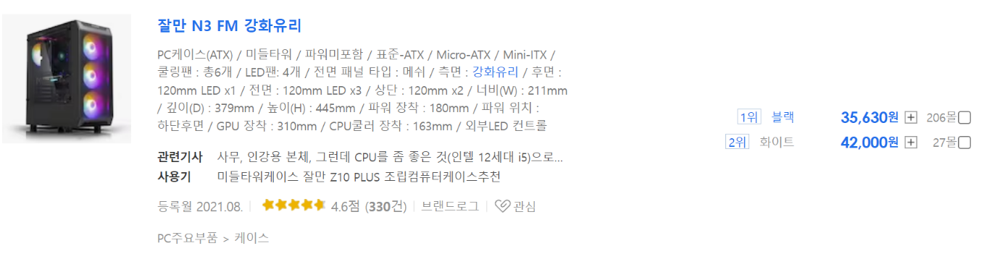 잘만 N3 FM 강화유리
PC케이스(ATX) / 미들타워 / 파워미포함 / 표준-ATX / Micro-ATX / Mini-ITX /
쿨링팬 : 총6개 / LED팬: 4개 / 전면 패널 타입 : 메쉬 / 측면 : 강화유리 / 후면 :
120mm LED x1 / 전면 : 120mm LED x3 / 상단 : 120mm x2 / 너비(W) : 211mm
/ 깊이(D) : 379mm / 높이(H) : 445mm / 파워 장착 : 180mm / 파워 위치 :
하단후면 / GPU 장착 : 310mm / CPU쿨러 장착 : 163mm / 외부LED 컨트롤
1위 블랙 35,630원 206몰
2위 화이트 42,000원 27몰
관련기사 사무, 인강용 본체, 그런데 CPU를 좀 좋은 것(인텔 12세대 i5)으로...
사용기 미들타워케이스 잘만 Z10 PLUS 조립컴퓨터케이스추천
등록월 2021.08. 4.6점 (330건) 브랜드로그 관심
PC주요부품 > 케이스